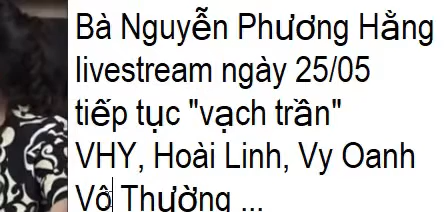 Bà Nguyễn Phương Hằng
livestream ngày 25/05
tiếp tục "vạch trần"
VHY, Hoài Linh, Vy Oanh
Vô Thường ...